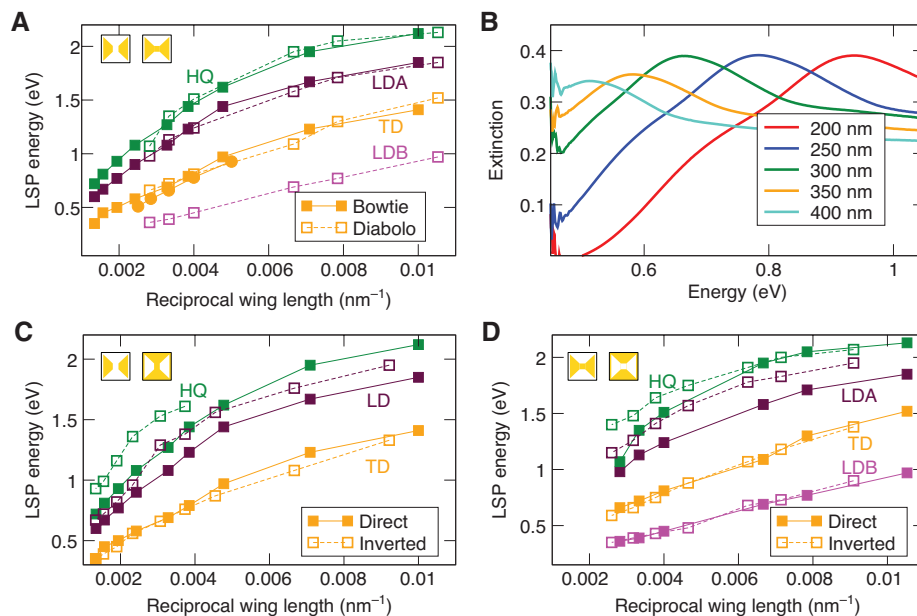 A
LSP energy (eV)
2
1.5
1
0.5
HQ
LDA
TD
LDB
Bowtie
Diabolo
0.002 0.004 0.006 0.008 0.01
Reciprocal wing length (nm⁻¹)
B
Extinction
0.4
0.3
0.2
0.1
200 nm
250 nm
300 nm
350 nm
400 nm
0.6 0.8 1
Energy (eV)
C
LSP energy (eV)
2
1.5
1
0.5
HQ
LD
TD
Direct
Inverted
0.002 0.004 0.006 0.008 0.01
Reciprocal wing length (nm⁻¹)
D
LSP energy (eV)
2
1.5
1
0.5
HQ
LDA
TD
LDB
Direct
Inverted
0.002 0.004 0.006 0.008 0.01
Reciprocal wing length (nm⁻¹)